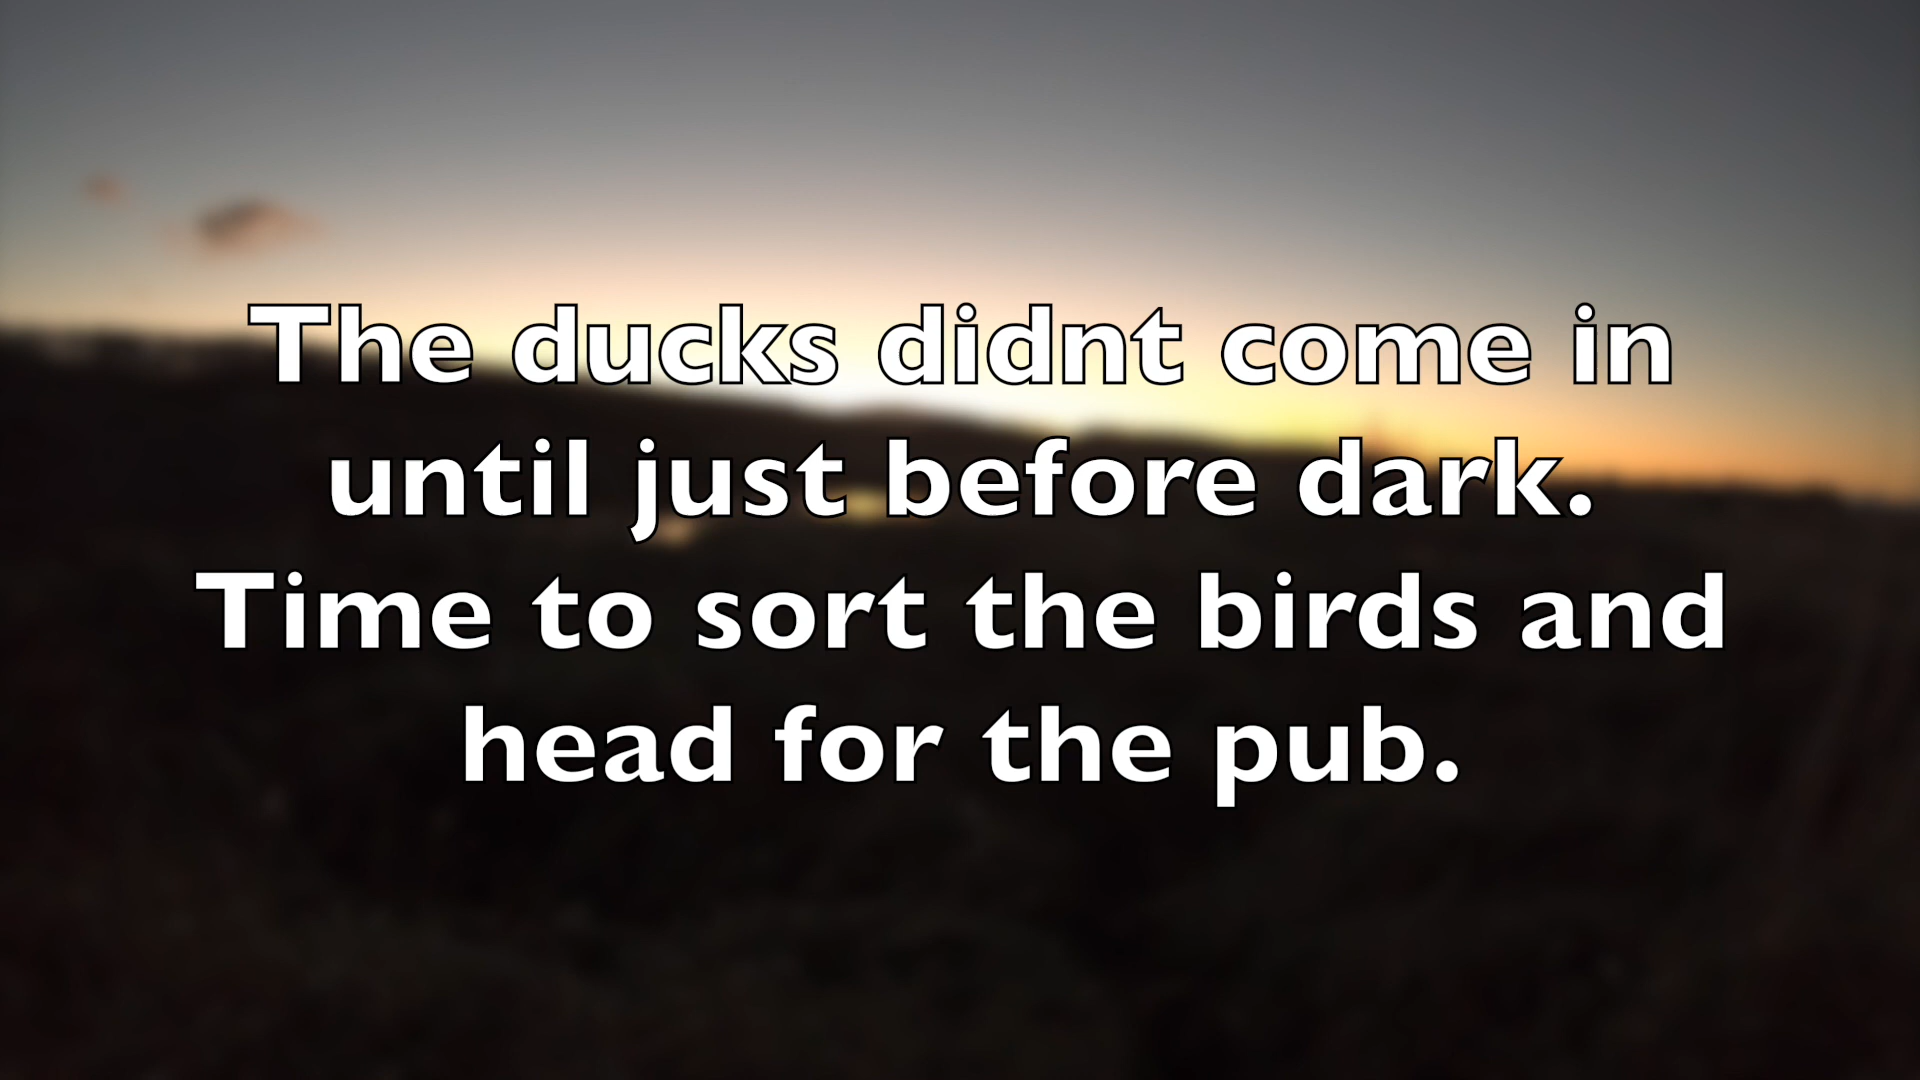 The ducks didnt come in
until just before dark.
Time to sort the birds and
head for the pub.